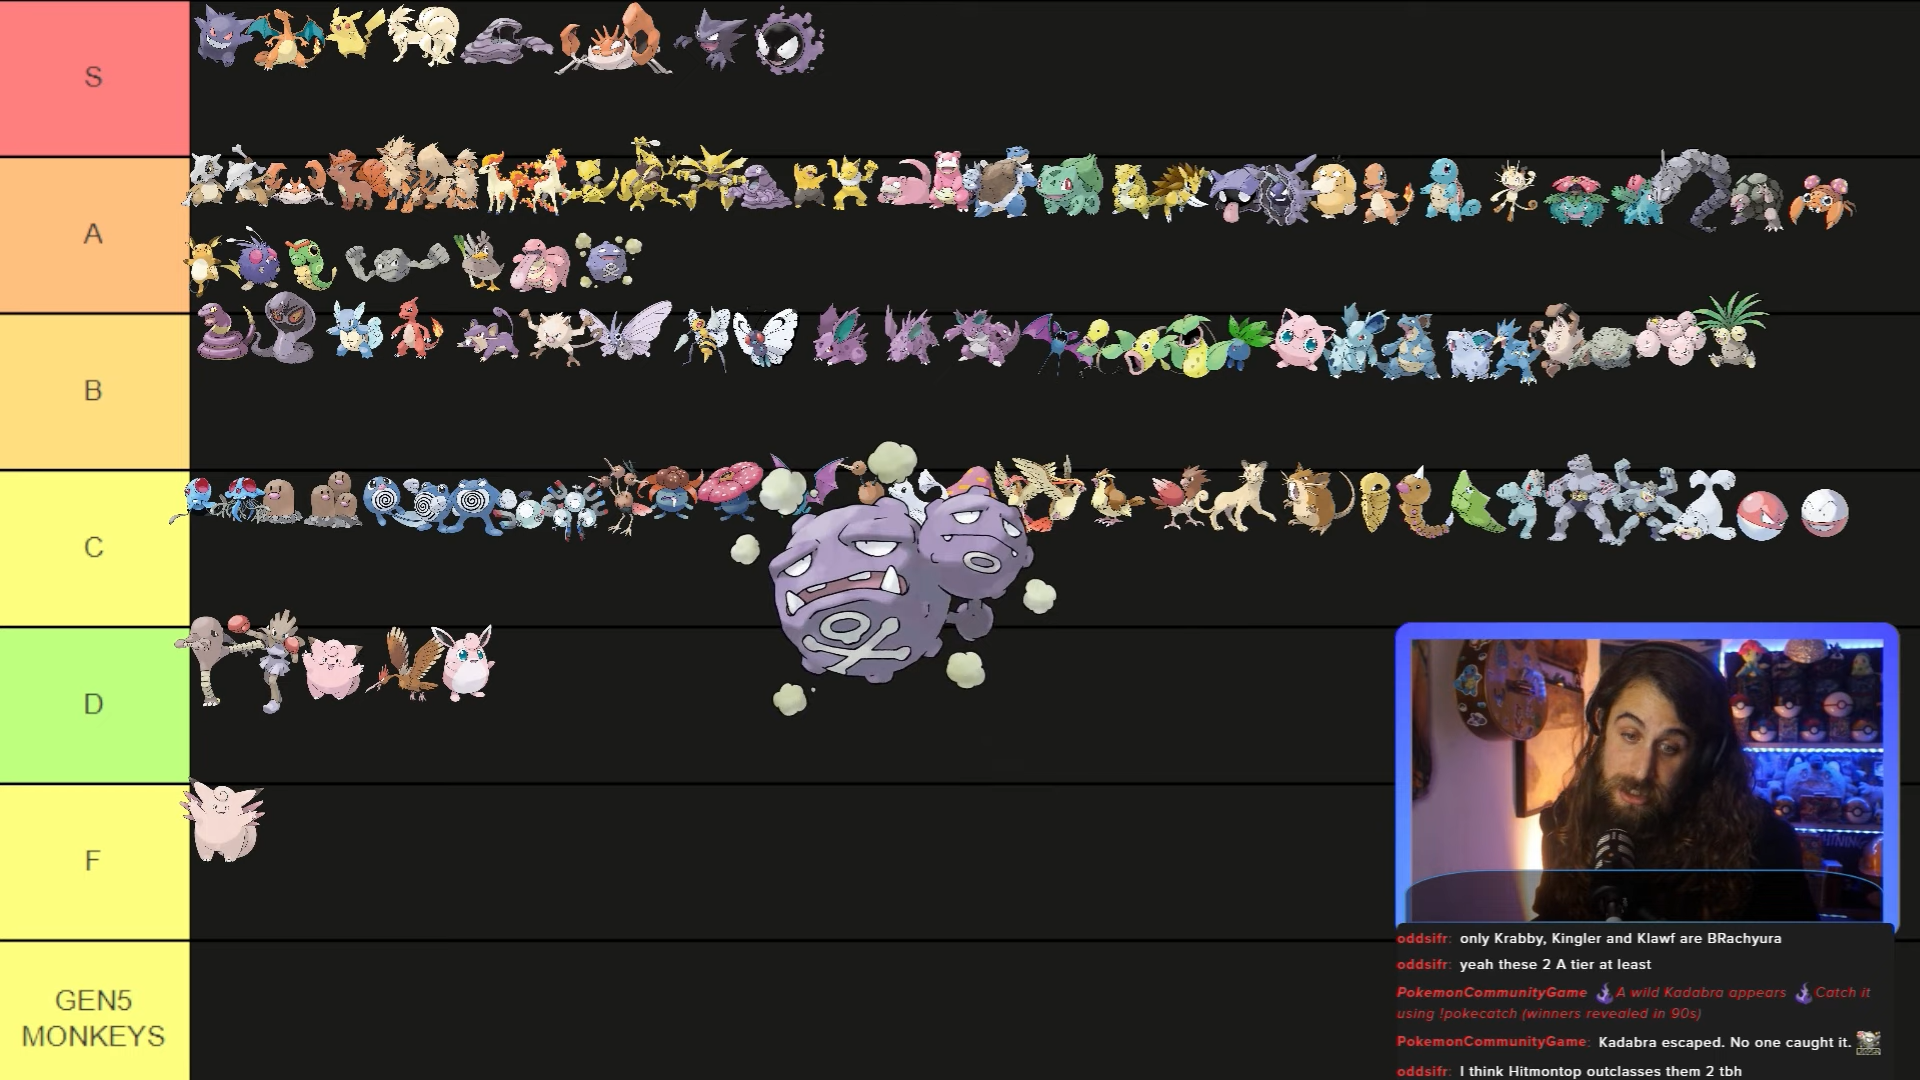 S
A
B
C
D
F
GEN5
MONKEYS
oddsifr: only Krabby, Kingler and Klawf are BRachyura
oddsifr: yeah these 2 A tier at least
PokemonCommunityGame A wild Kadabra appears Catch it
using !pokecatch (winners revealed in 90s)
PokemonCommunityGame: Kadabra escaped. No one caught it.
oddsifr: I think Hitmontop outclasses them 2 tbh